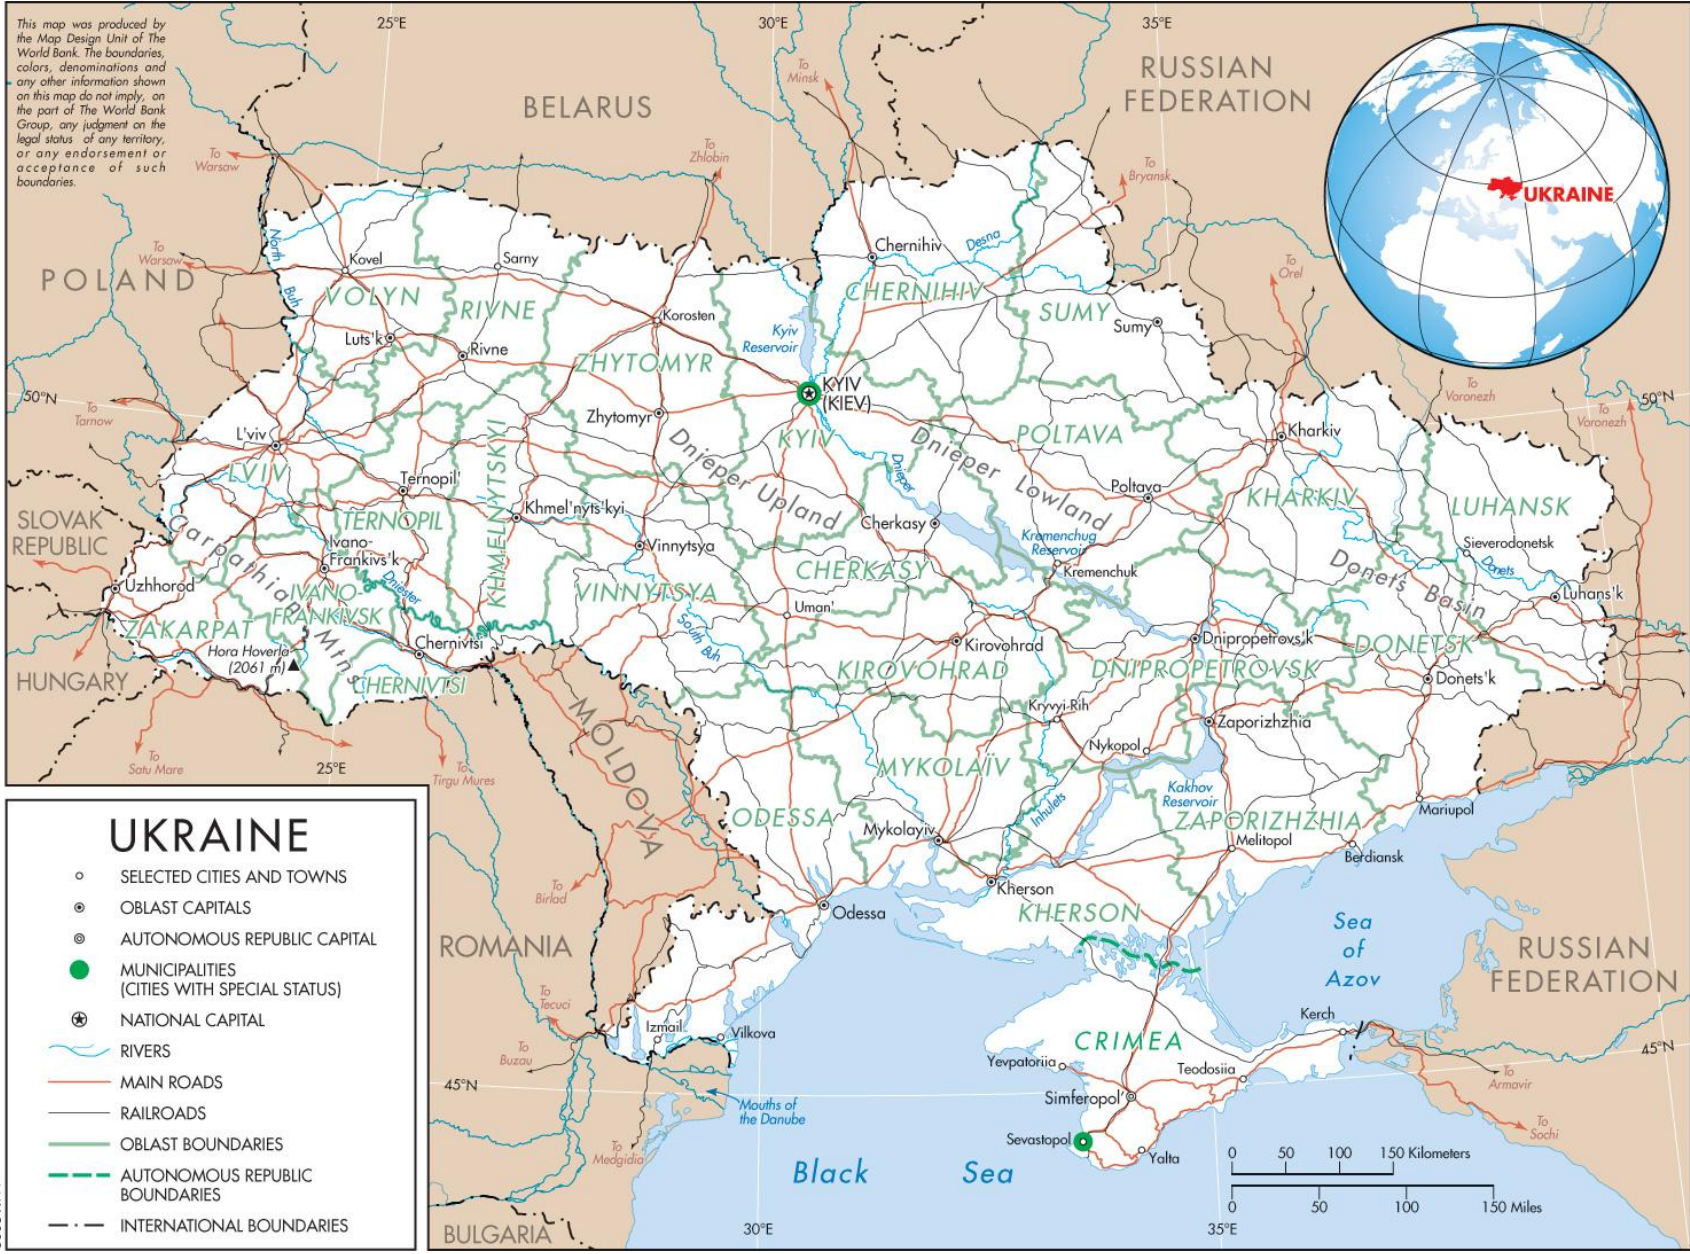 This map was produced by
the Map Design Unit of The
World Bank. The boundaries,
colors, denominations and
any other information shown
on this map do not imply, on
the part of The World Bank
Group, any judgment on the
legal status of any territory,
or any endorsement or
acceptance of such
boundaries.
25°E
30°E
35°E
To
Minsk
RUSSIAN
FEDERATION
BELARUS
To
Warsaw
To
Zhlobin
To
Bryansk
UKRAINE
North
Buh
To
Warsaw
POLAND
Kovel
Sarny
Chernihiv
Desna
To
Orel
VOLYN
RIVNE
CHERNIHIV
SUMY
Korosten
Sumy
Kyiv
Reservoir
Luts'k
Rivne
ZHYTOMYR
KYIV
(KIEV)
50°N
To
Tarnow
To
Voronezh
50°N
To
Voronezh
Zhytomyr
L'viv
KYIV
Dnieper Upland
Dnieper
Dnieper Lowland
POLTAVA
Kharkiv
LVIV
Ternopil'
KHMELNYTSKYI
Poltava
KHARKIV
LUHANSK
SLOVAK
REPUBLIC
Carpathian Mtns
TERNOPIL
Khmel'nyts'kyi
Cherkasy
Kremenchug
Reservoir
Sieverodonetsk
Ivano-
Frankivs'k
Vinnytsya
Donets Basin
Donets
Uzhhorod
IVANO-
FRANKIVSK
Dniester
VINNYTSYA
CHERKASY
Kremenchuk
Luhans'k
Uman'
ZAKARPAT
Chernivtsi
South Buh
Kirovohrad
Dnipropetrovs'k
DONETSK
Hora Hoverla
(2061 m)
HUNGARY
CHERNIVTSI
KIROVOHRAD
DNIPROPETROVSK
Donets'k
Kryvyi Rih
Zaporizhzhia
MOLDOVA
Nykopol
To
Satu Mare
25°E
To
Tirgu Mures
MYKOLAÏV
Kakhov
Reservoir
Inhulets
Mariupol
ODESSA
ZAPORIZHZHIA
Mykolayiv
Melitopol
Berdiansk
To
Birlad
Kherson
Odessa
KHERSON
Sea
of
Azov
ROMANIA
RUSSIAN
FEDERATION
To
Tecuci
Izmail
Vilkova
Kerch
To
Buzau
CRIMEA
Yevpatoriia
Teodosiia
45°N
45°N
To
Armavir
Simferopol'
Mouths of
the Danube
To
Sochi
Sevastopol
Yalta
To
Medgidia
Black Sea
0 50 100 150 Kilometers
0 50 100 150 Miles
BULGARIA
30°E
35°E
UKRAINE
SELECTED CITIES AND TOWNS
OBLAST CAPITALS
AUTONOMOUS REPUBLIC CAPITAL
MUNICIPALITIES
(CITIES WITH SPECIAL STATUS)
NATIONAL CAPITAL
RIVERS
MAIN ROADS
RAILROADS
OBLAST BOUNDARIES
AUTONOMOUS REPUBLIC
BOUNDARIES
INTERNATIONAL BOUNDARIES